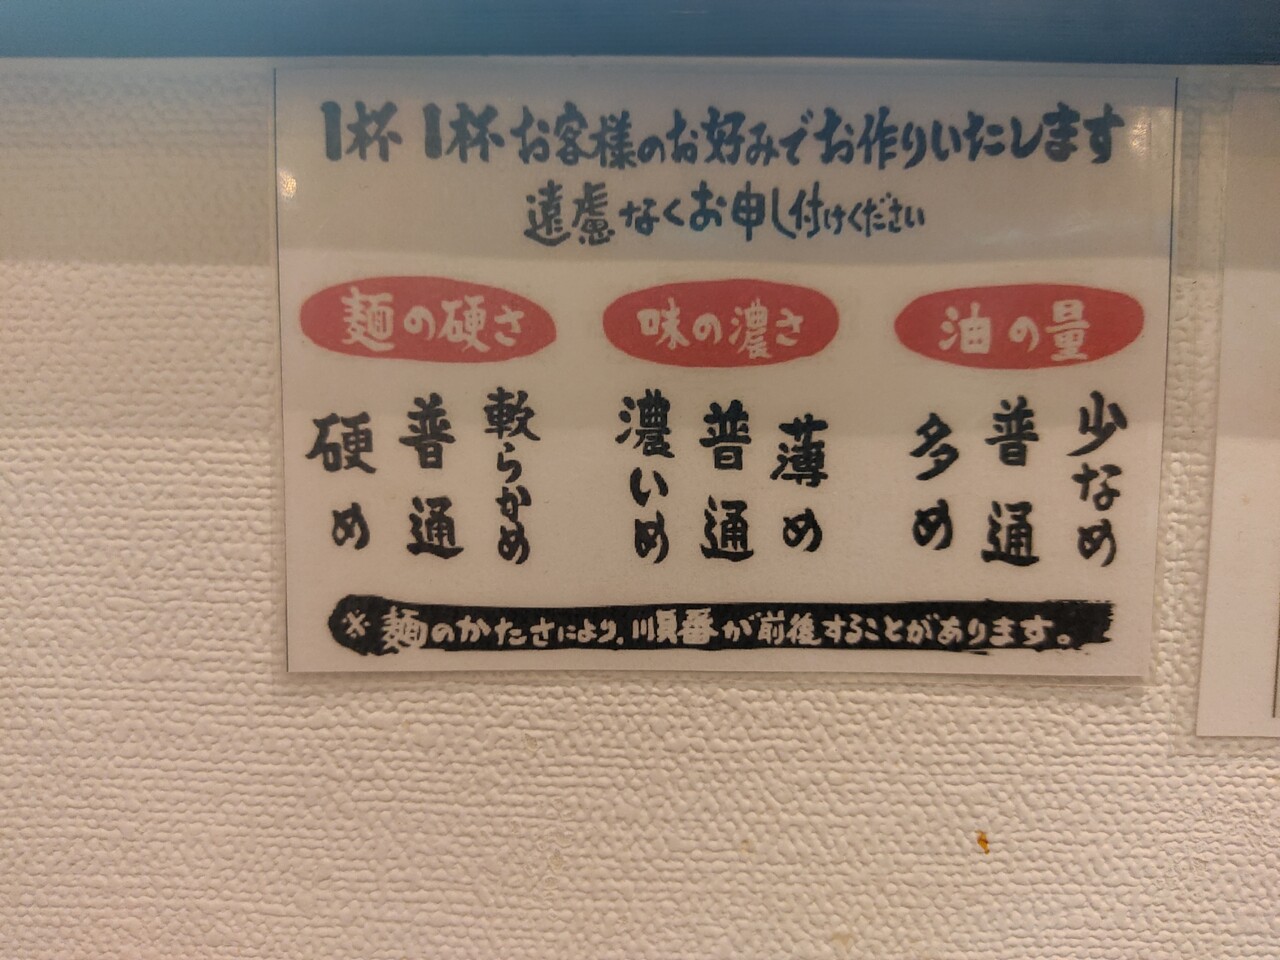 1杯1杯お客様のお好みでお作りいたします
遠慮なくお申し付けください
麺の硬さ
硬め
普通
軟らかめ
味の濃さ
濃いめ
普通
薄め
油の量
多め
普通
少なめ
※麺のかたさにより、順番が前後することがあります。